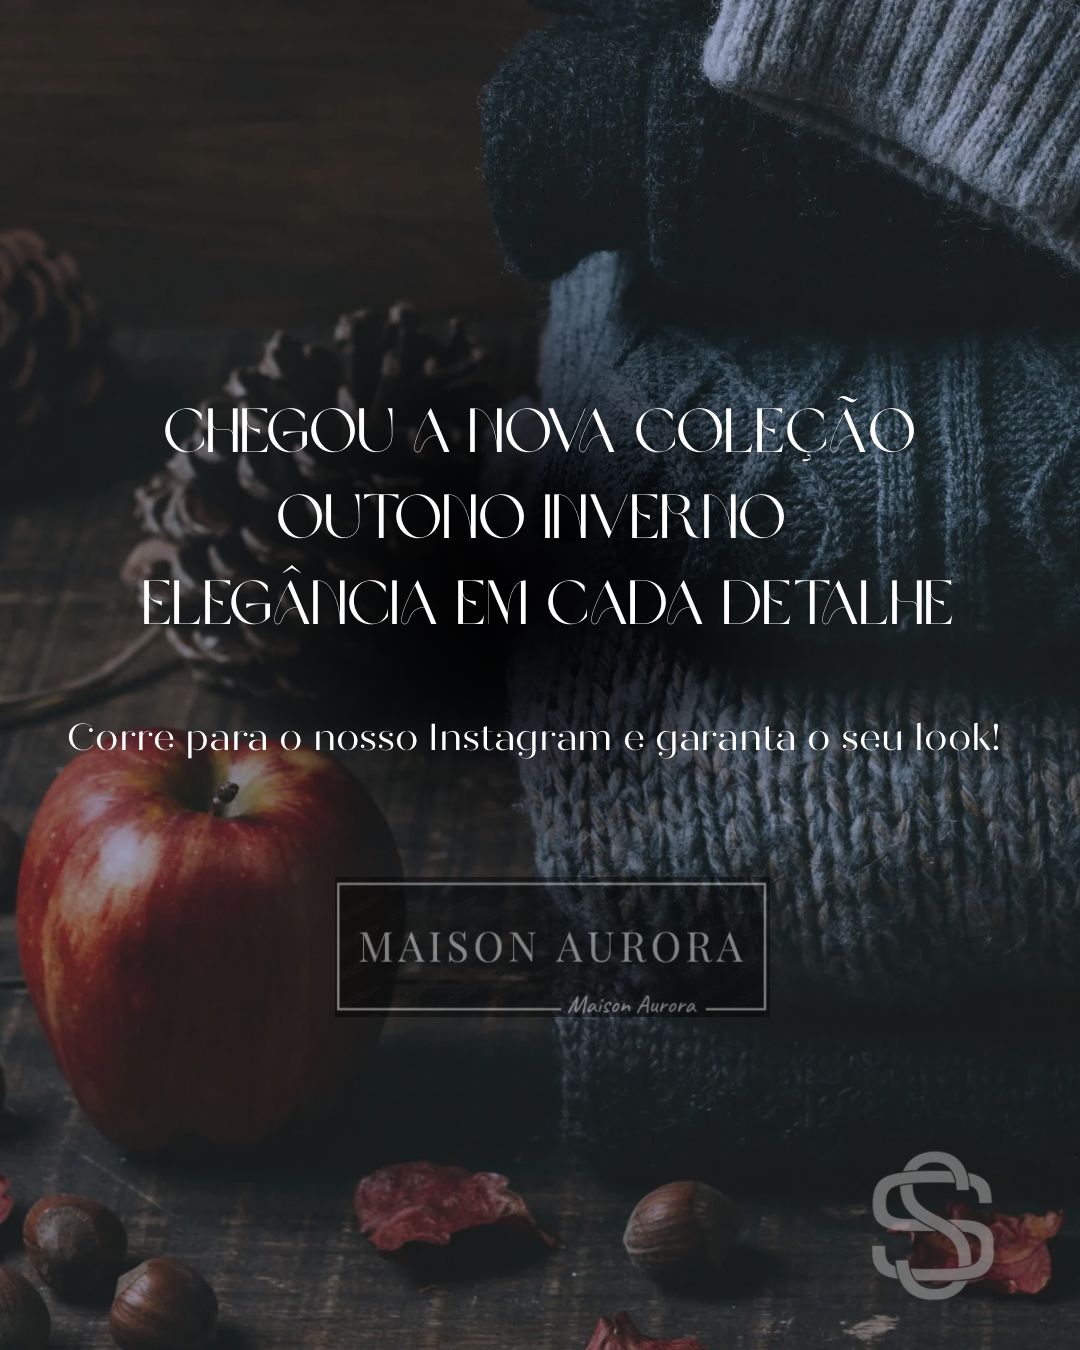 CHEGOU A NOVA COLEÇÃO
OUTONO INVERNO
ELEGÂNCIA EM CADA DETALHE
Corre para o nosso Instagram e garanta o seu look!
MAISON AURORA
Maison Aurora